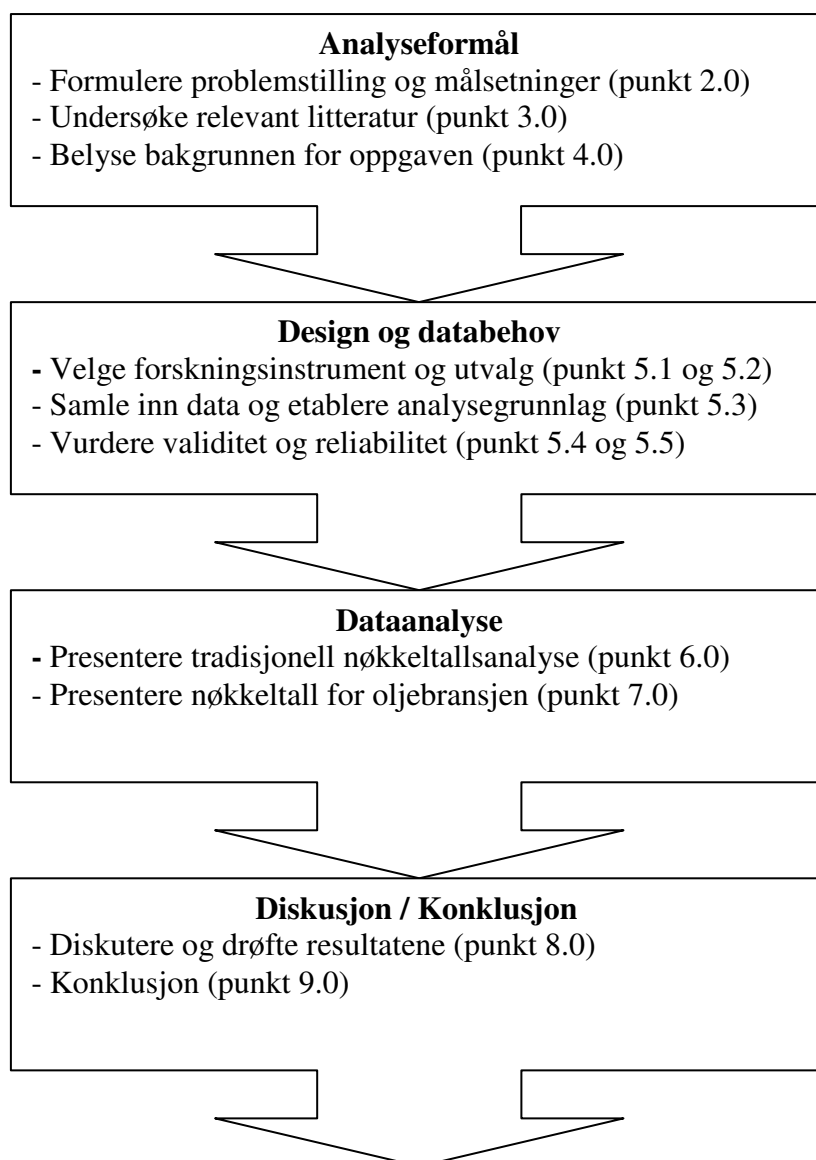 Analyseformål
- Formulere problemstilling og målsetninger (punkt 2.0)
- Undersøke relevant litteratur (punkt 3.0)
- Belyse bakgrunnen for oppgaven (punkt 4.0)
Design og databehov
- Velge forskningsinstrument og utvalg (punkt 5.1 og 5.2)
- Samle inn data og etablere analysegrunnlag (punkt 5.3)
- Vurdere validitet og reliabilitet (punkt 5.4 og 5.5)
Dataanalyse
- Presentere tradisjonell nøkkeltallsanalyse (punkt 6.0)
- Presentere nøkkeltall for oljebransjen (punkt 7.0)
Diskusjon / Konklusjon
- Diskutere og drøfte resultatene (punkt 8.0)
- Konklusjon (punkt 9.0)